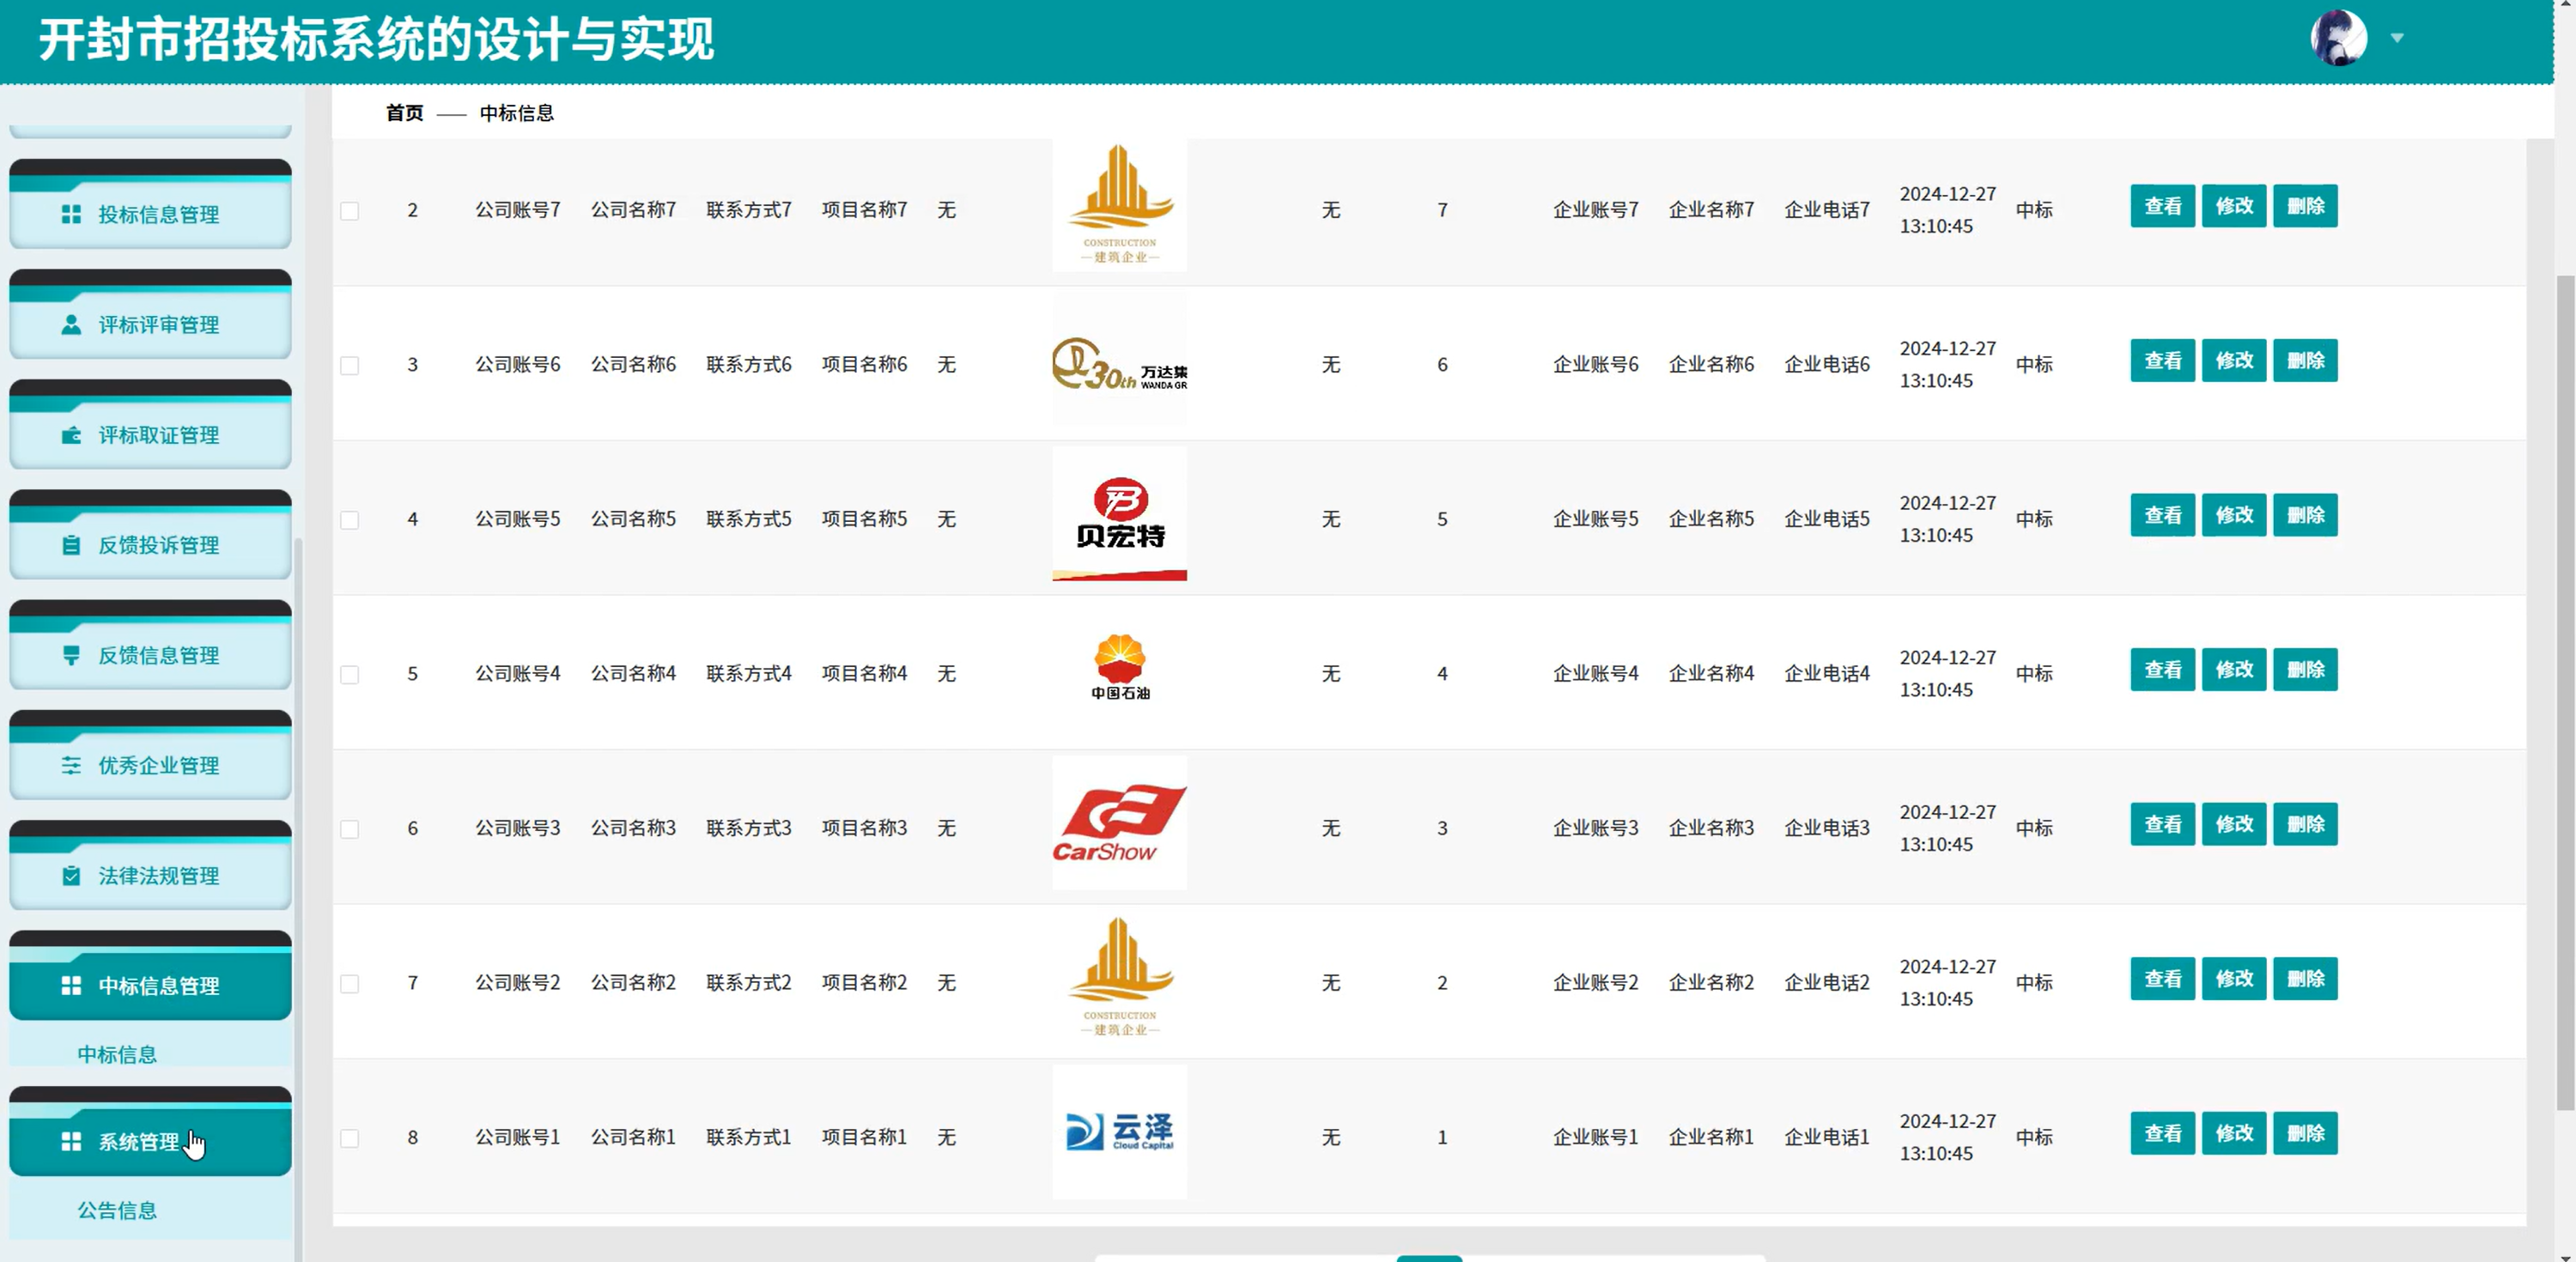 开封市招投标系统的设计与实现
首页 —— 中标信息
投标信息管理
评标评审管理
评标取证管理
反馈投诉管理
反馈信息管理
优秀企业管理
法律法规管理
中标信息管理
中标信息
系统管理
公告信息
2 公司账号7 公司名称7 联系方式7 项目名称7 无 CONSTRUCTION 建筑企业 无 7 企业账号7 企业名称7 企业电话7 2024-12-27 13:10:45 中标 查看 修改 删除
3 公司账号6 公司名称6 联系方式6 项目名称6 无 30th 万达集 WANDA GR 无 6 企业账号6 企业名称6 企业电话6 2024-12-27 13:10:45 中标 查看 修改 删除
4 公司账号5 公司名称5 联系方式5 项目名称5 无 贝宏特 无 5 企业账号5 企业名称5 企业电话5 2024-12-27 13:10:45 中标 查看 修改 删除
5 公司账号4 公司名称4 联系方式4 项目名称4 无 中国石油 无 4 企业账号4 企业名称4 企业电话4 2024-12-27 13:10:45 中标 查看 修改 删除
6 公司账号3 公司名称3 联系方式3 项目名称3 无 CarShow 无 3 企业账号3 企业名称3 企业电话3 2024-12-27 13:10:45 中标 查看 修改 删除
7 公司账号2 公司名称2 联系方式2 项目名称2 无 CONSTRUCTION 建筑企业 无 2 企业账号2 企业名称2 企业电话2 2024-12-27 13:10:45 中标 查看 修改 删除
8 公司账号1 公司名称1 联系方式1 项目名称1 无 云泽 Cloud Capital 无 1 企业账号1 企业名称1 企业电话1 2024-12-27 13:10:45 中标 查看 修改 删除